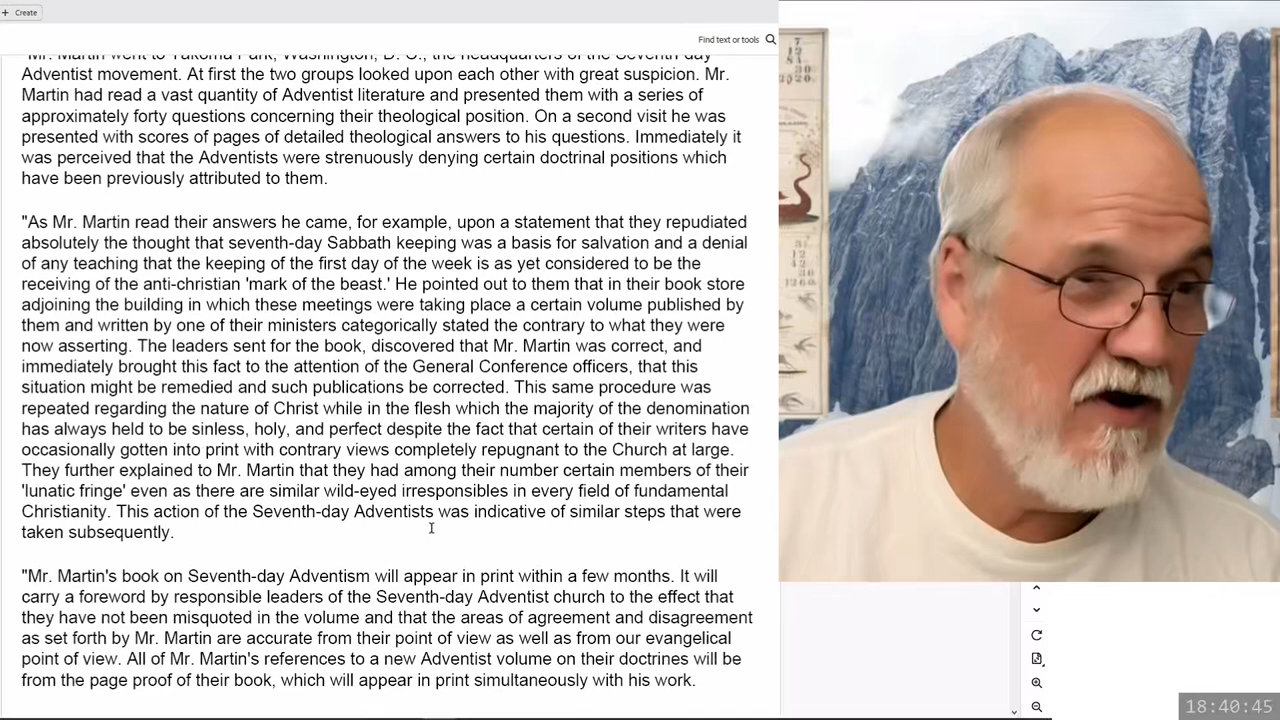 + Create
Find text or tools
"Mr. Martin went to Takoma Park, Washington, D. C., the headquarters of the Seventh-day
Adventist movement. At first the two groups looked upon each other with great suspicion. Mr.
Martin had read a vast quantity of Adventist literature and presented them with a series of
approximately forty questions concerning their theological position. On a second visit he was
presented with scores of pages of detailed theological answers to his questions. Immediately it
was perceived that the Adventists were strenuously denying certain doctrinal positions which
have been previously attributed to them.
"As Mr. Martin read their answers he came, for example, upon a statement that they repudiated
absolutely the thought that seventh-day Sabbath keeping was a basis for salvation and a denial
of any teaching that the keeping of the first day of the week is as yet considered to be the
receiving of the anti-christian 'mark of the beast.' He pointed out to them that in their book store
adjoining the building in which these meetings were taking place a certain volume published by
them and written by one of their ministers categorically stated the contrary to what they were
now asserting. The leaders sent for the book, discovered that Mr. Martin was correct, and
immediately brought this fact to the attention of the General Conference officers, that this
situation might be remedied and such publications be corrected. This same procedure was
repeated regarding the nature of Christ while in the flesh which the majority of the denomination
has always held to be sinless, holy, and perfect despite the fact that certain of their writers have
occasionally gotten into print with contrary views completely repugnant to the Church at large.
They further explained to Mr. Martin that they had among their number certain members of their
'lunatic fringe' even as there are similar wild-eyed irresponsibles in every field of fundamental
Christianity. This action of the Seventh-day Adventists was indicative of similar steps that were
taken subsequently.
"Mr. Martin's book on Seventh-day Adventism will appear in print within a few months. It will
carry a foreword by responsible leaders of the Seventh-day Adventist church to the effect that
they have not been misquoted in the volume and that the areas of agreement and disagreement
as set forth by Mr. Martin are accurate from their point of view as well as from our evangelical
point of view. All of Mr. Martin's references to a new Adventist volume on their doctrines will be
from the page proof of their book, which will appear in print simultaneously with his work.
18:40:45